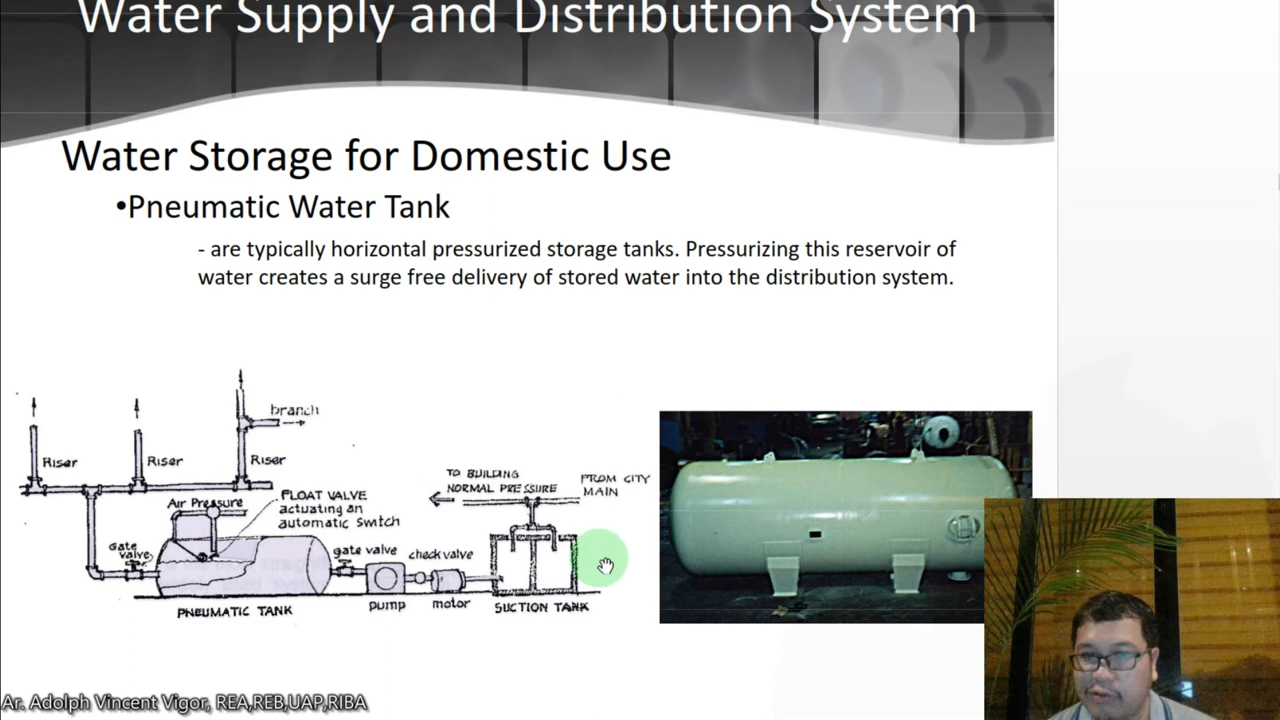 Water Supply and Distribution System
Water Storage for Domestic Use
•Pneumatic Water Tank
- are typically horizontal pressurized storage tanks. Pressurizing this reservoir of
water creates a surge free delivery of stored water into the distribution system.
branch
Riser
Riser
Riser
Air Pressure
FLOAT VALVE
actuating an
automatic switch
TO BUILDING
NORMAL PRESSURE
FROM CITY
MAIN
Gate
valve
gate valve
check valve
PNEUMATIC TANK
pump
motor
SUCTION TANK
Ar. Adolph Vincent Vigor, REA,REB,UAP,RIBA